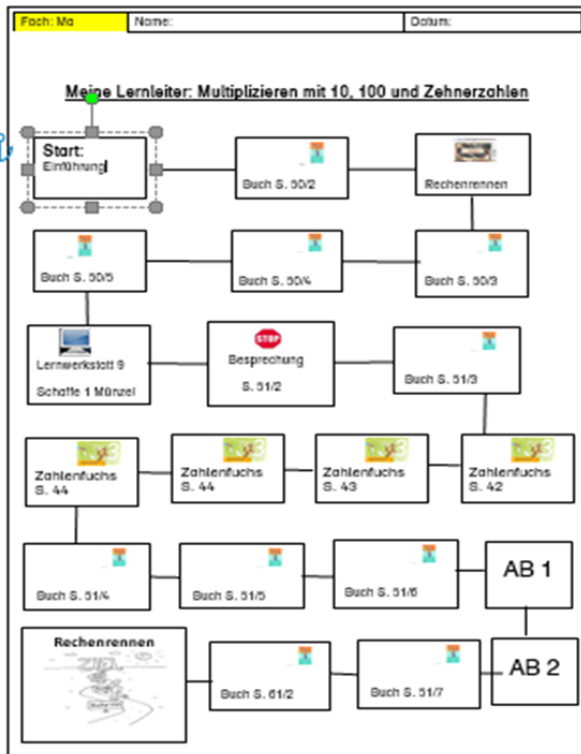 Fach: Ma
Name:
Datum:
Meine Lernleiter: Multiplizieren mit 10, 100 und Zehnerzahlen
Start:
Einführung
Buch S. 50/2
Rechenrennen
Buch S. 50/5
Buch S. 50/4
Buch S. 50/3
Lernwerkstatt 9
Schaffe 1 Münze!
STOP
Besprechung
S. 51/2
Buch S. 51/3
Zahlenfuchs
S. 44
Zahlenfuchs
S. 44
Zahlenfuchs
S. 43
Zahlenfuchs
S. 42
Buch S. 51/4
Buch S. 51/5
Buch S. 51/6
AB 1
Rechenrennen
ZIEL
Buch S. 61/2
Buch S. 51/7
AB 2